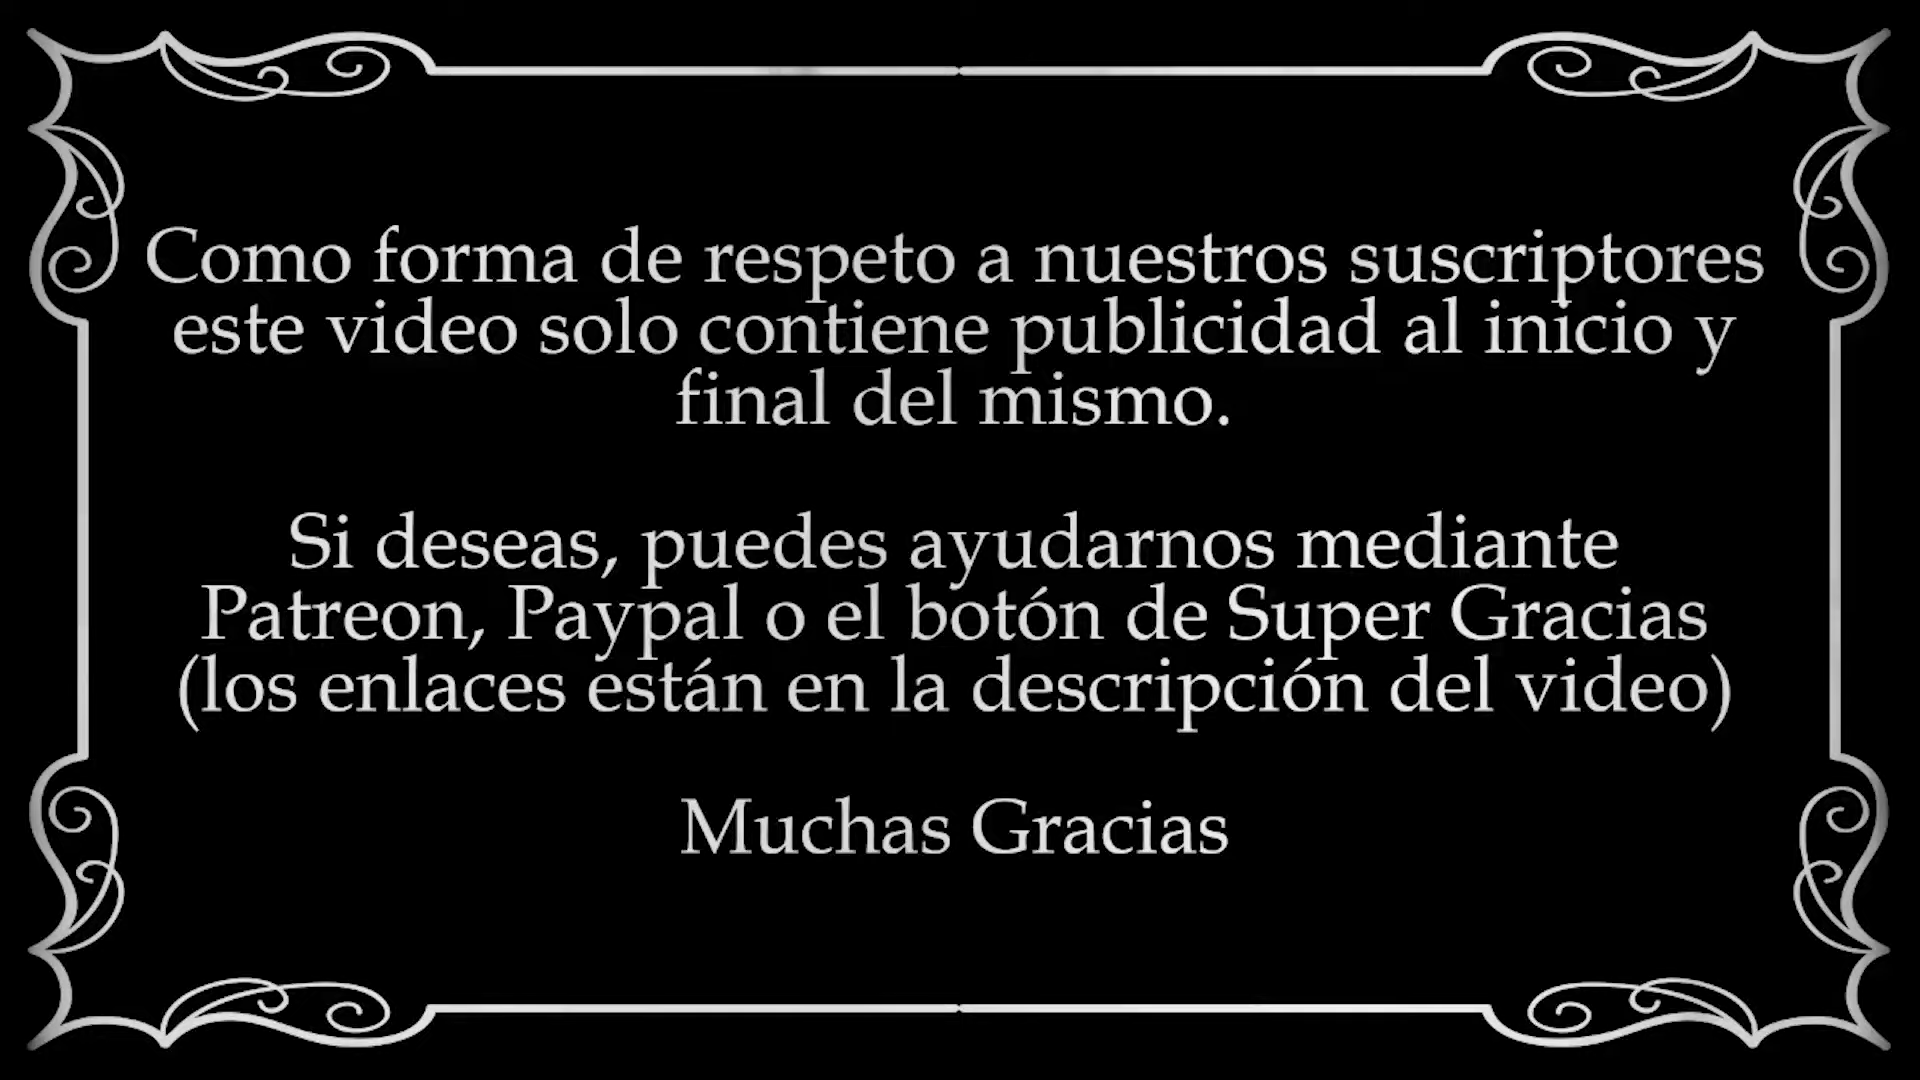 Como forma de respeto a nuestros suscriptores
este video solo contiene publicidad al inicio y
final del mismo.
Si deseas, puedes ayudarnos mediante
Patreon, Paypal o el botón de Super Gracias
(los enlaces están en la descripción del video)
Muchas Gracias